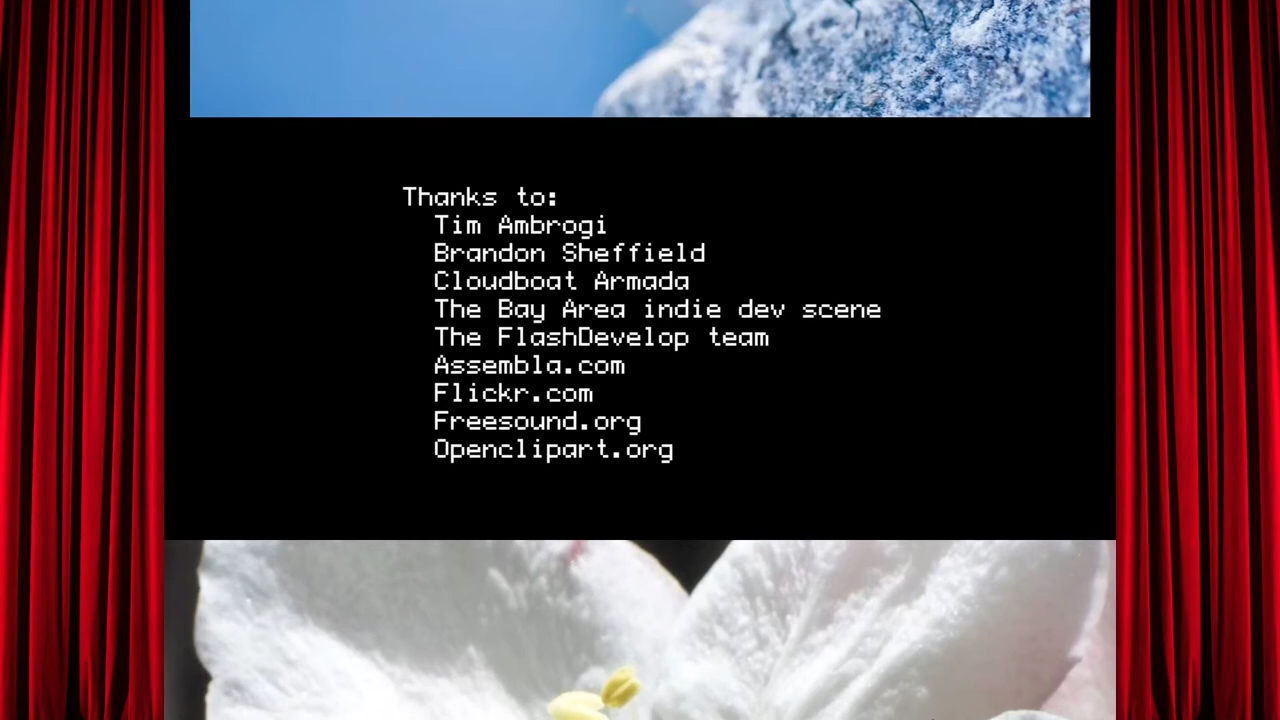 Thanks to:
Tim Ambrogi
Brandon Sheffield
Cloudboat Armada
The Bay Area indie dev scene
The FlashDevelop team
Assembla.com
Flickr.com
Freesound.org
Openclipart.org